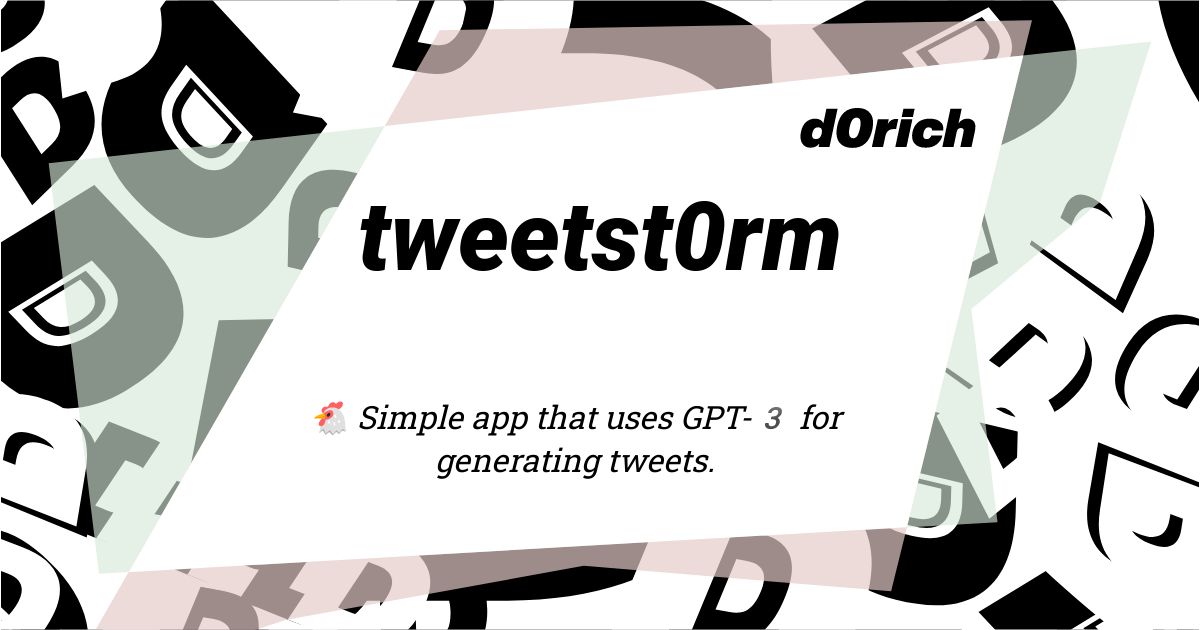 d0rich
tweetst0rm
🐔 Simple app that uses GPT- 3 for
generating tweets.